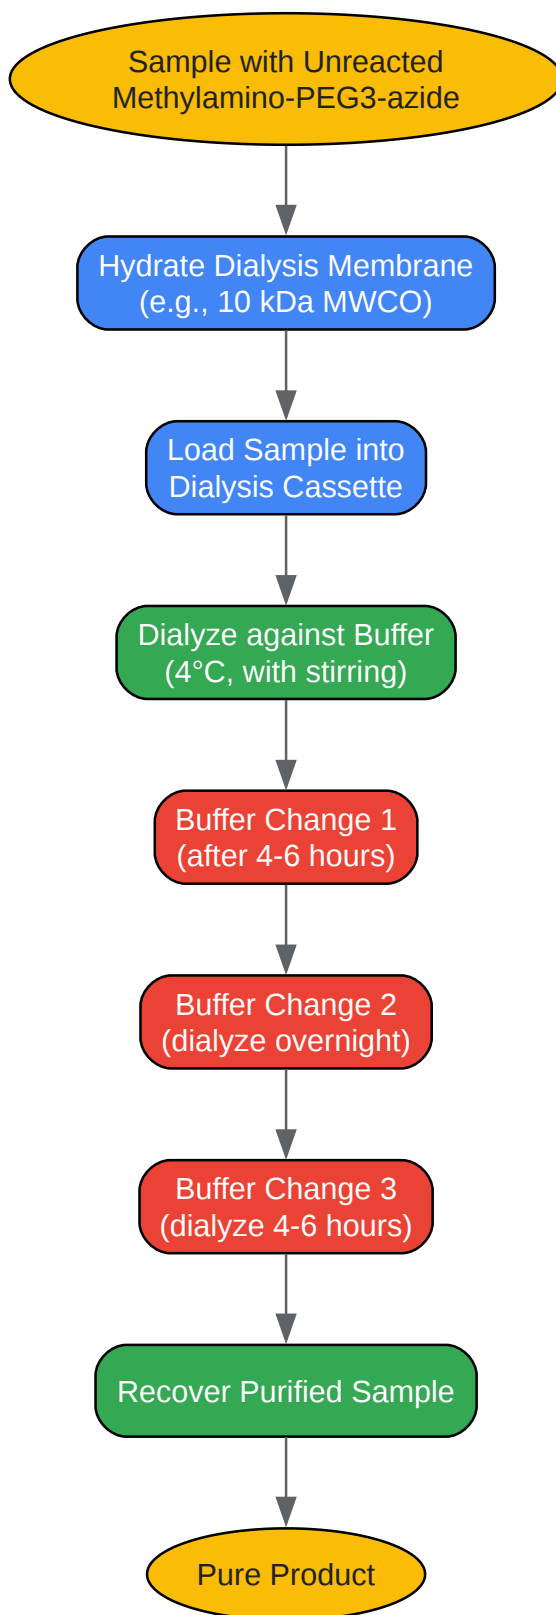 Sample with Unreacted
Methylamino-PEG3-azide
Hydrate Dialysis Membrane
(e.g., 10 kDa MWCO)
Load Sample into
Dialysis Cassette
Dialyze against Buffer
(4°C, with stirring)
Buffer Change 1
(after 4-6 hours)
Buffer Change 2
(dialyze overnight)
Buffer Change 3
(dialyze 4-6 hours)
Recover Purified Sample
Pure Product